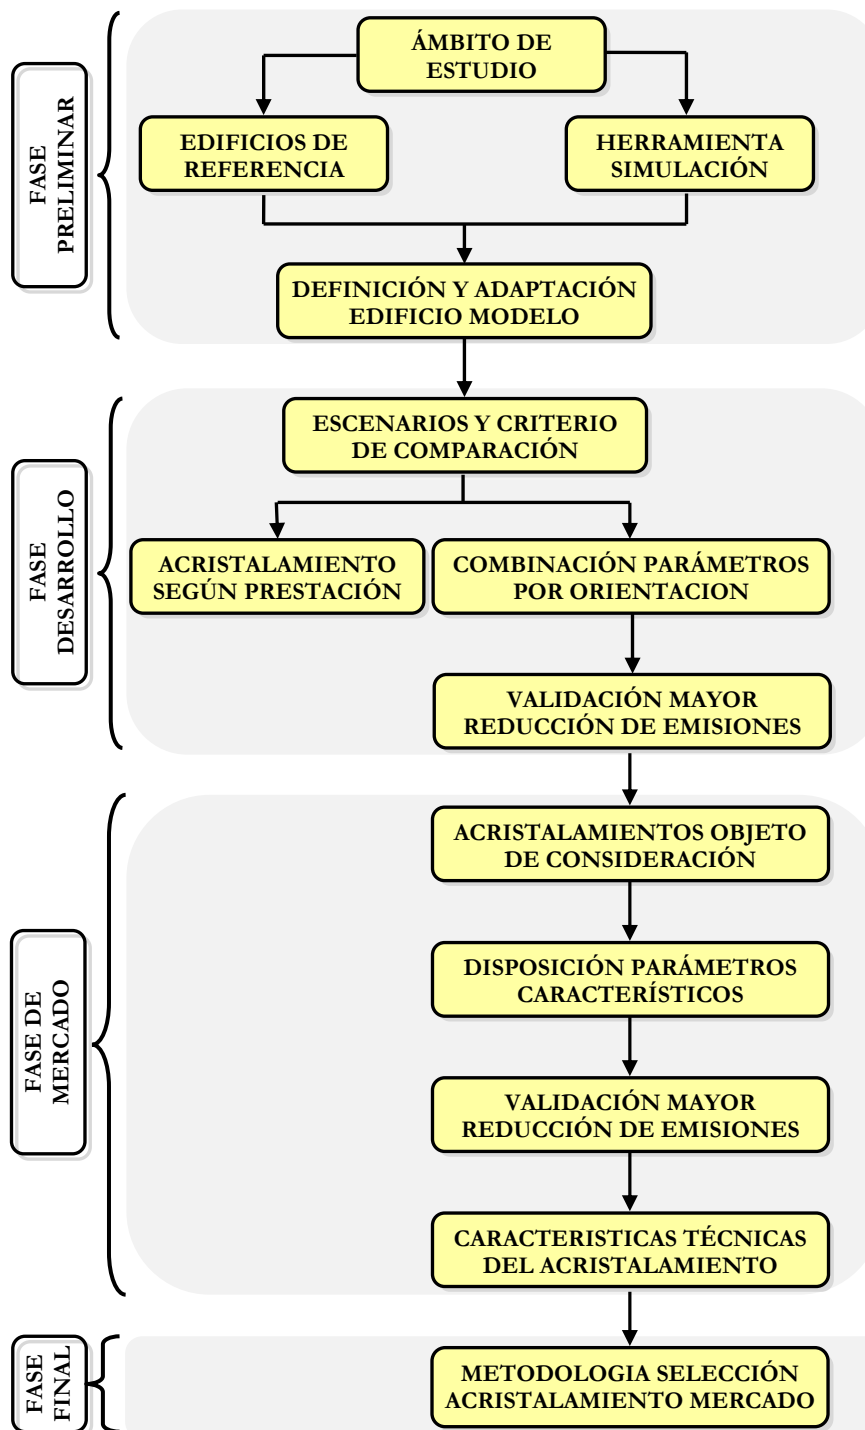 FASE
PRELIMINAR
ÁMBITO DE
ESTUDIO
EDIFICIOS DE
REFERENCIA
HERRAMIENTA
SIMULACIÓN
DEFINICIÓN Y ADAPTACIÓN
EDIFICIO MODELO
FASE
DESARROLLO
ESCENARIOS Y CRITERIO
DE COMPARACIÓN
ACRISTALAMIENTO
SEGÚN PRESTACIÓN
COMBINACIÓN PARÁMETROS
POR ORIENTACION
VALIDACIÓN MAYOR
REDUCCIÓN DE EMISIONES
FASE DE
MERCADO
ACRISTALAMIENTOS OBJETO
DE CONSIDERACIÓN
DISPOSICIÓN PARÁMETROS
CARACTERÍSTICOS
VALIDACIÓN MAYOR
REDUCCIÓN DE EMISIONES
CARACTERISTICAS TÉCNICAS
DEL ACRISTALAMIENTO
FASE
FINAL
METODOLOGIA SELECCIÓN
ACRISTALAMIENTO MERCADO